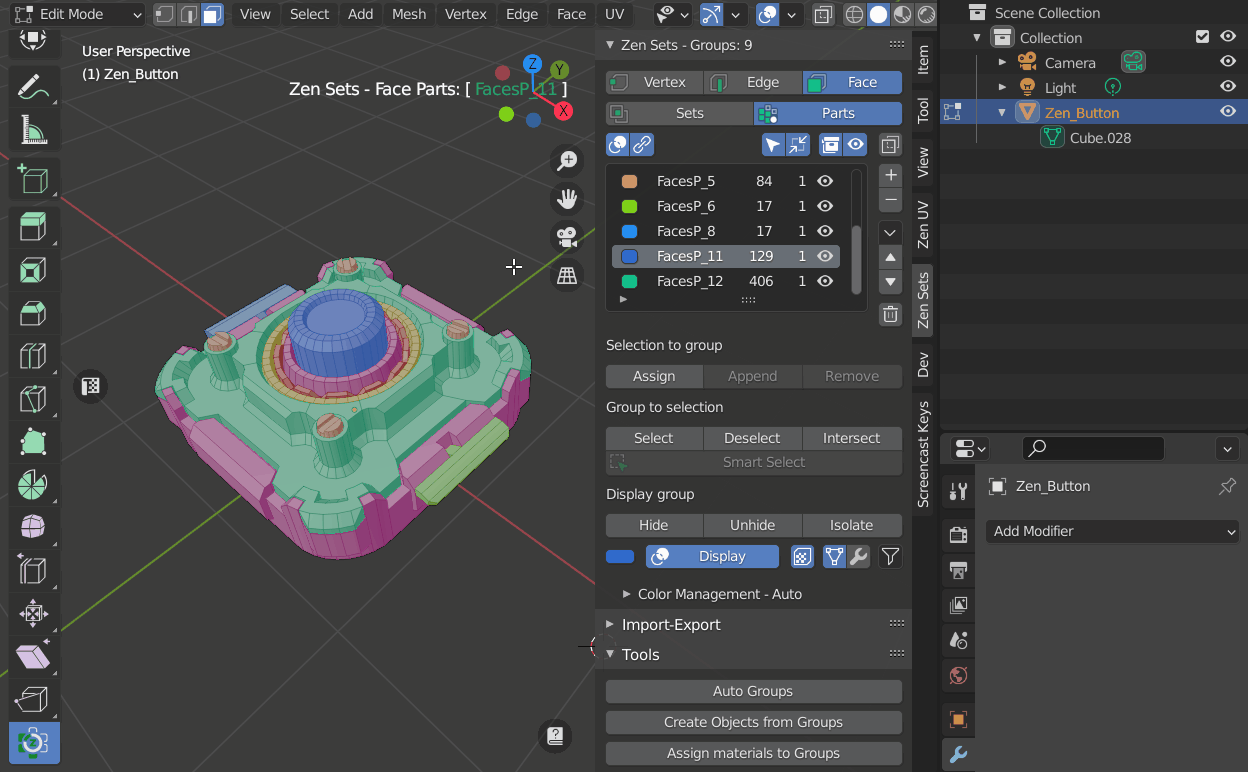 Edit Mode View Select Add Mesh Vertex Edge Face UV
User Perspective
(1) Zen_Button
Zen Sets - Face Parts: [ FacesP_11 ]
Z
Y
X
Zen Sets - Groups: 9
Vertex Edge Face
Sets Parts
FacesP_5 84 1
FacesP_6 17 1
FacesP_8 17 1
FacesP_11 129 1
FacesP_12 406 1
Selection to group
Assign Append Remove
Group to selection
Select Deselect Intersect
Smart Select
Display group
Hide Unhide Isolate
Display
Color Management - Auto
Import-Export
Tools
Auto Groups
Create Objects from Groups
Assign materials to Groups
Item
Tool
View
Zen UV
Zen Sets
Dev
Screencast Keys
Scene Collection
Collection
Camera
Light
Zen_Button
Cube.028
Zen_Button
Add Modifier